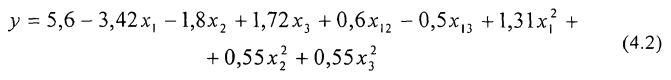 y = 5,6 − 3,42x₁ − 1,8x₂ + 1,72x₃ + 0,6x₁₂ − 0,5x₁₃ + 1,31x₁² +
+ 0,55x₂² + 0,55x₃²
(4.2)